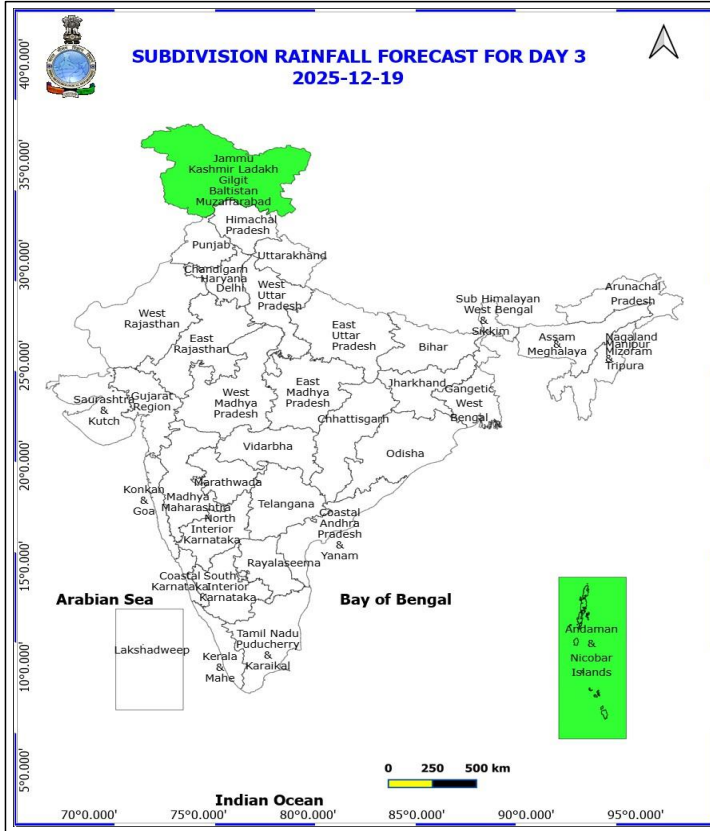 SUBDIVISION RAINFALL FORECAST FOR DAY 3
2025-12-19
40°0.000'
35°0.000'
30°0.000'
25°0.000'
20°0.000'
15°0.000'
10°0.000'
5°0.000'
Jammu
Kashmir Ladakh
Gilgit
Baltistan
Muzaffarabad
Himachal
Pradesh
Punjab
Uttarakhand
Chandigarh
Haryana
Delhi
West
Uttar
Pradesh
West
Rajasthan
East
Rajasthan
East
Uttar
Pradesh
Bihar
Sub Himalayan
West Bengal
&
Sikkim
Arunachal
Pradesh
Assam
&
Meghalaya
Nagaland
Manipur
Mizoram
&
Tripura
Saurashtra
&
Kutch
Gujarat
Region
West
Madhya
Pradesh
East
Madhya
Pradesh
Jharkhand
Gangetic
West
Bengal
Chhattisgarh
Odisha
Vidarbha
Konkan
&
Goa
Marathwada
Madhya
Maharashtra
North
Interior
Karnataka
Telangana
Coastal
Andhra
Pradesh
&
Yanam
Rayalaseema
Coastal
Karnataka
South
Interior
Karnataka
Arabian Sea
Bay of Bengal
Lakshadweep
Kerala
&
Mahe
Tamil Nadu
Puducherry
&
Karaikal
Andaman
&
Nicobar
Islands
0 250 500 km
Indian Ocean
70°0.000' 75°0.000' 80°0.000' 85°0.000' 90°0.000' 95°0.000'